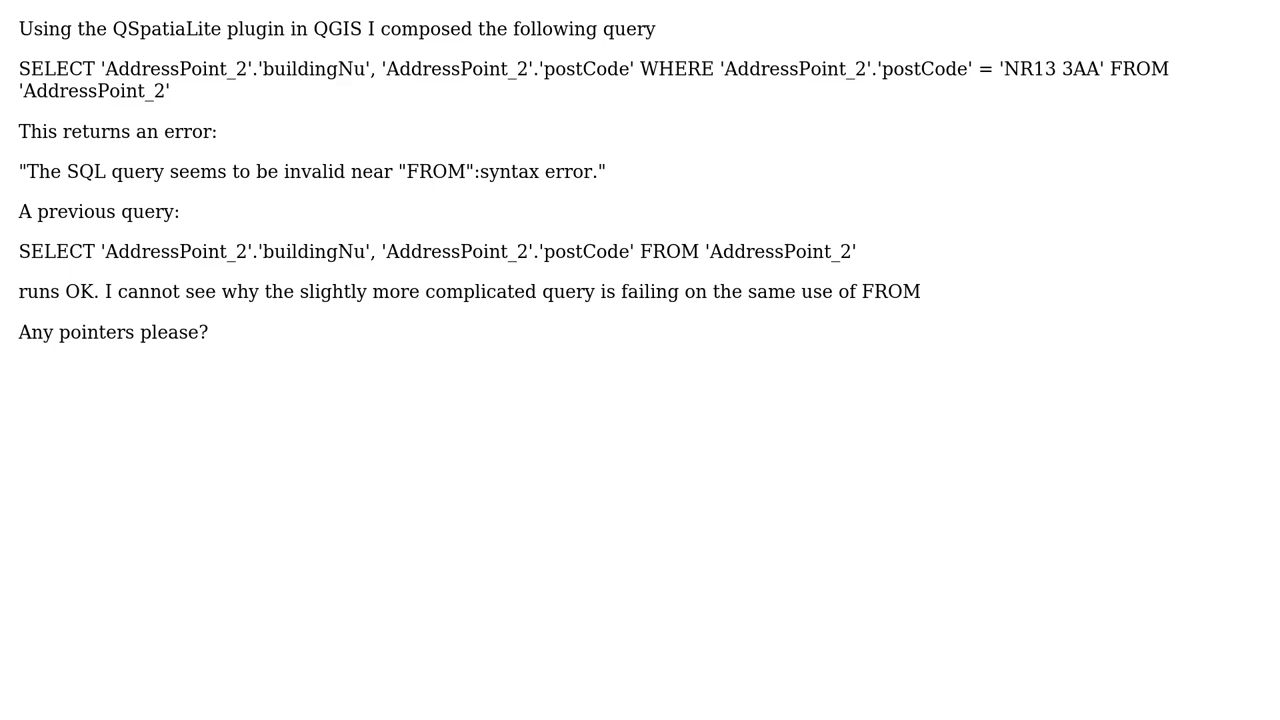 Using the QSpatiaLite plugin in QGIS I composed the following query
SELECT 'AddressPoint_2'.'buildingNu', 'AddressPoint_2'.'postCode' WHERE 'AddressPoint_2'.'postCode' = 'NR13 3AA' FROM
'AddressPoint_2'
This returns an error:
"The SQL query seems to be invalid near "FROM":syntax error."
A previous query:
SELECT 'AddressPoint_2'.'buildingNu', 'AddressPoint_2'.'postCode' FROM 'AddressPoint_2'
runs OK. I cannot see why the slightly more complicated query is failing on the same use of FROM
Any pointers please?